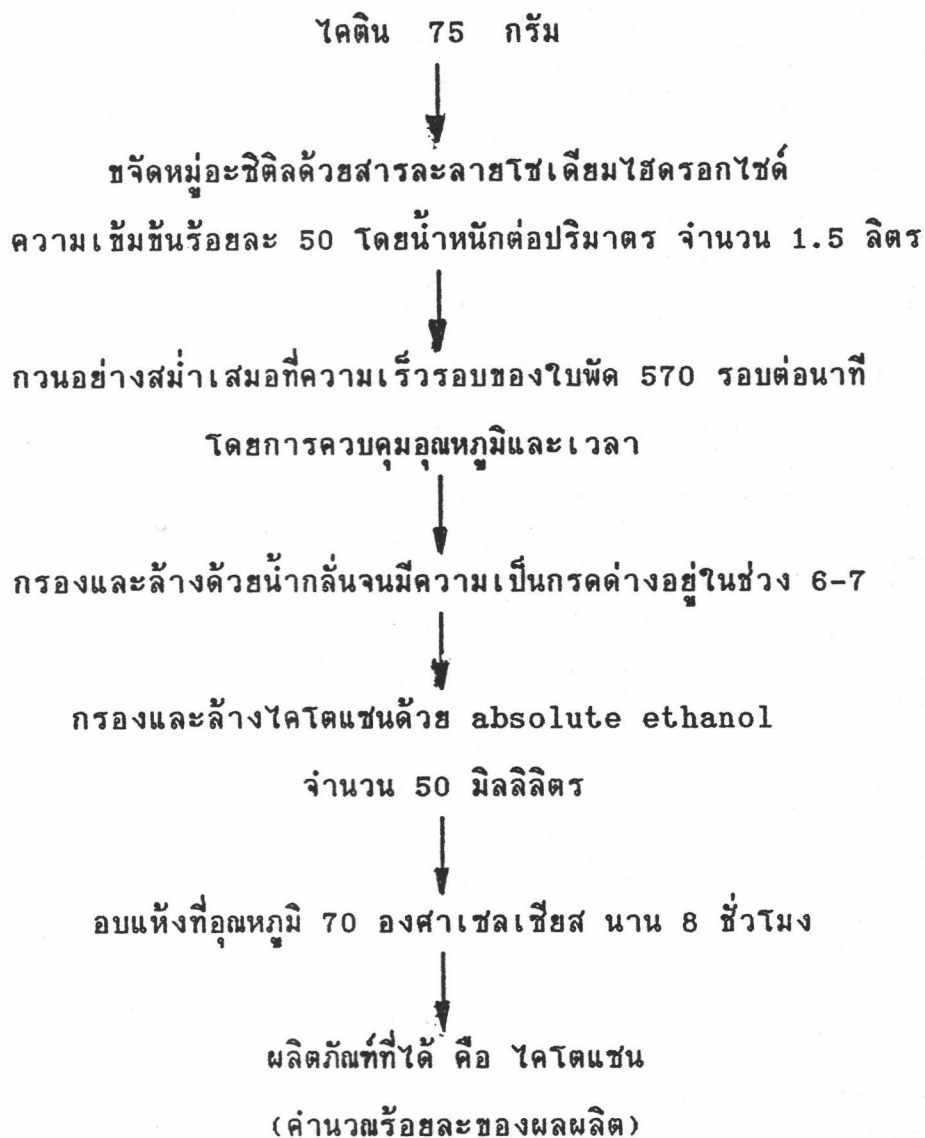 ไคติน 75 กรัม
ขจัดหมู่อะซิติลด้วยสารละลายโซเดียมไฮดรอกไซด์
ความเข้มข้นร้อยละ 50 โดยน้ำหนักต่อปริมาตร จำนวน 1.5 ลิตร
กวนอย่างสม่ำเสมอที่ความเร็วรอบของใบพัด 570 รอบต่อนาที
โดยการควบคุมอุณหภูมิและเวลา
กรองและล้างด้วยน้ำกลั่นจนมีความเป็นกรดด่างอยู่ในช่วง 6-7
กรองและล้างไคโตแซนด้วย absolute ethanol
จำนวน 50 มิลลิลิตร
อบแห้งที่อุณหภูมิ 70 องศาเซลเซียส นาน 8 ชั่วโมง
ผลิตภัณฑ์ที่ได้ คือ ไคโตแซน
(คำนวณร้อยละของผลผลิต)